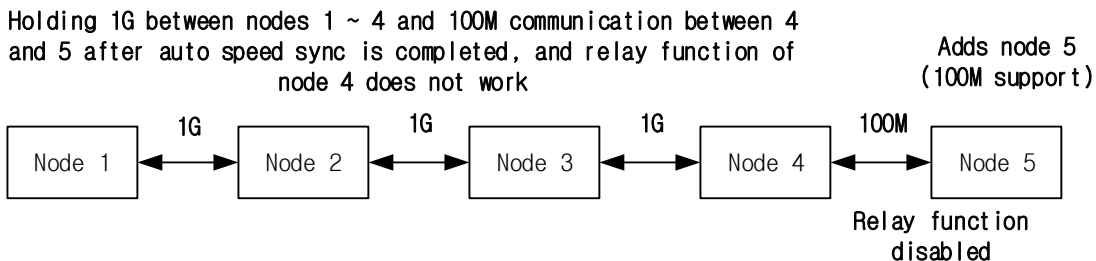 Holding 1G between nodes 1 ~ 4 and 100M communication between 4
and 5 after auto speed sync is completed, and relay function of
node 4 does not work
Adds node 5
(100M support)
1G
1G
1G
100M
Node 1
Node 2
Node 3
Node 4
Node 5
Relay function
disabled